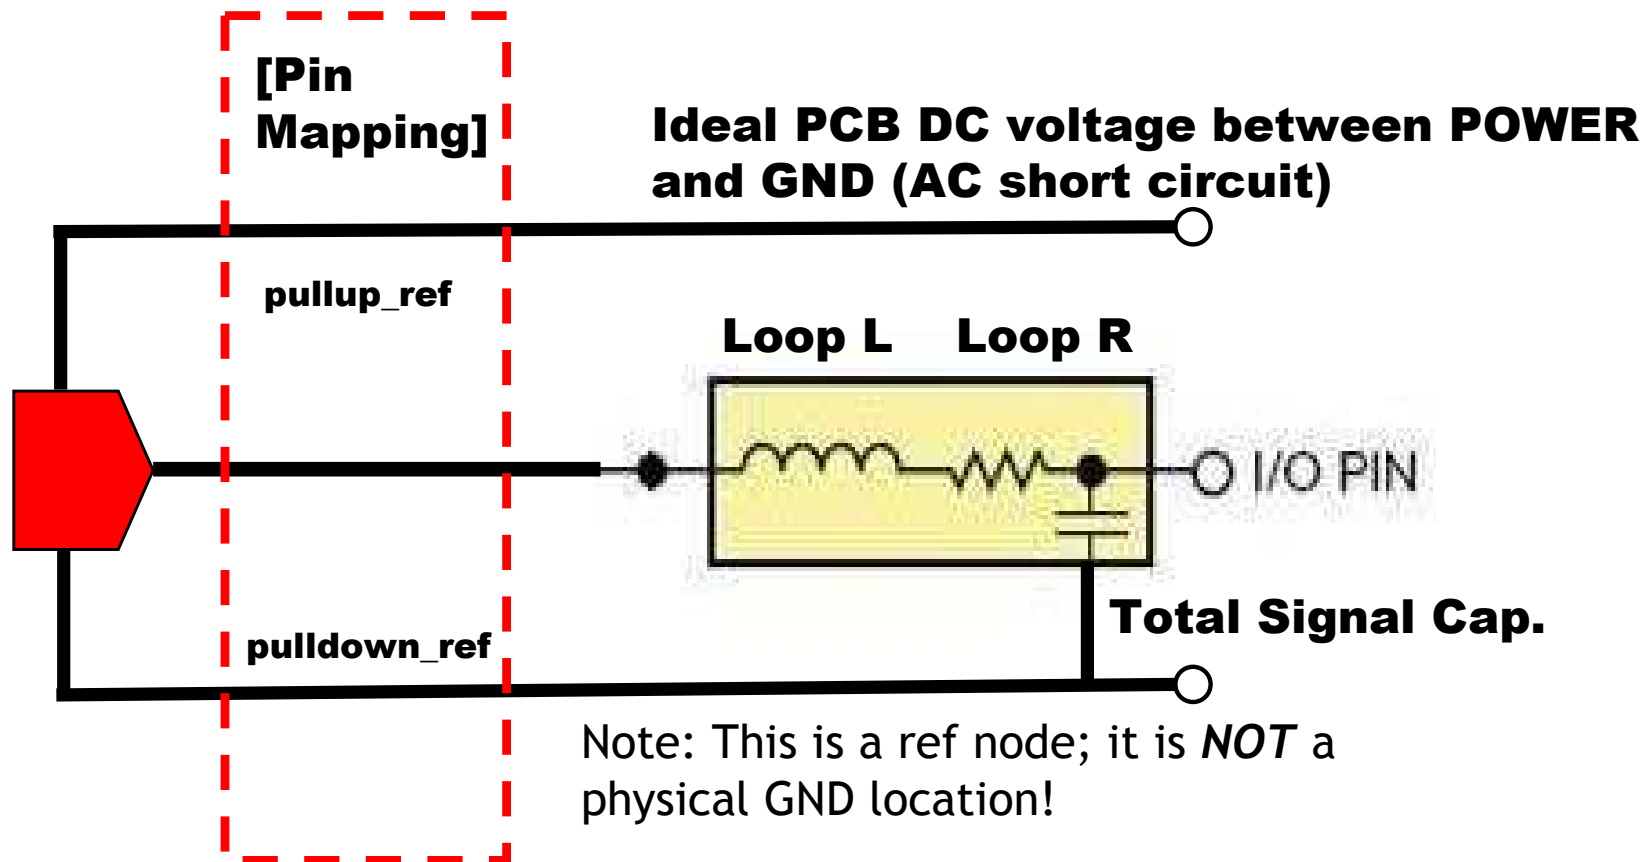 [Pin
Mapping]
Ideal PCB DC voltage between POWER
and GND (AC short circuit)
pullup_ref
Loop L Loop R
I/O PIN
Total Signal Cap.
pulldown_ref
Note: This is a ref node; it is NOT a
physical GND location!